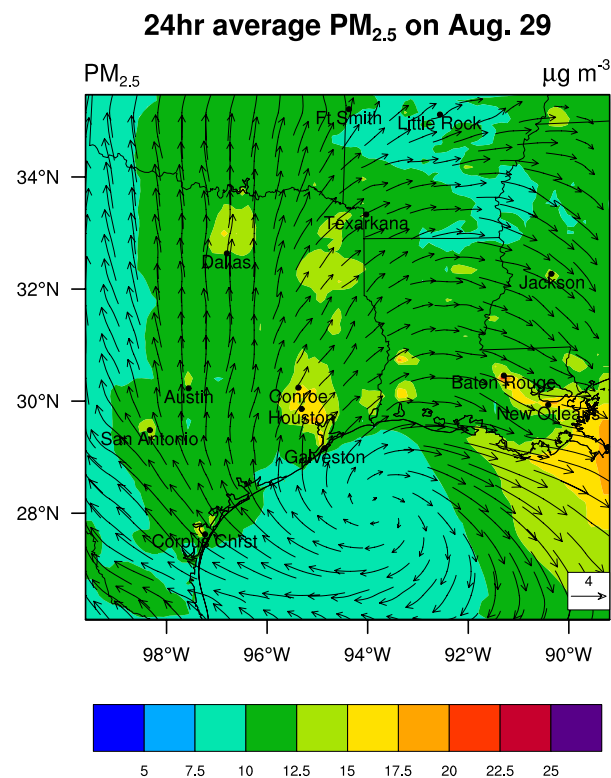 24hr average PM2.5 on Aug. 29
PM2.5
μg m-3
Ft Smith
Little Rock
34°N
Texarkana
Dallas
32°N
Jackson
Baton Rouge
30°N
Austin
Conroe
New Orleans
Houston
San Antonio
Galveston
28°N
Corpus Chrst
4
98°W
96°W
94°W
92°W
90°W
5
7.5
10
12.5
15
17.5
20
22.5
25